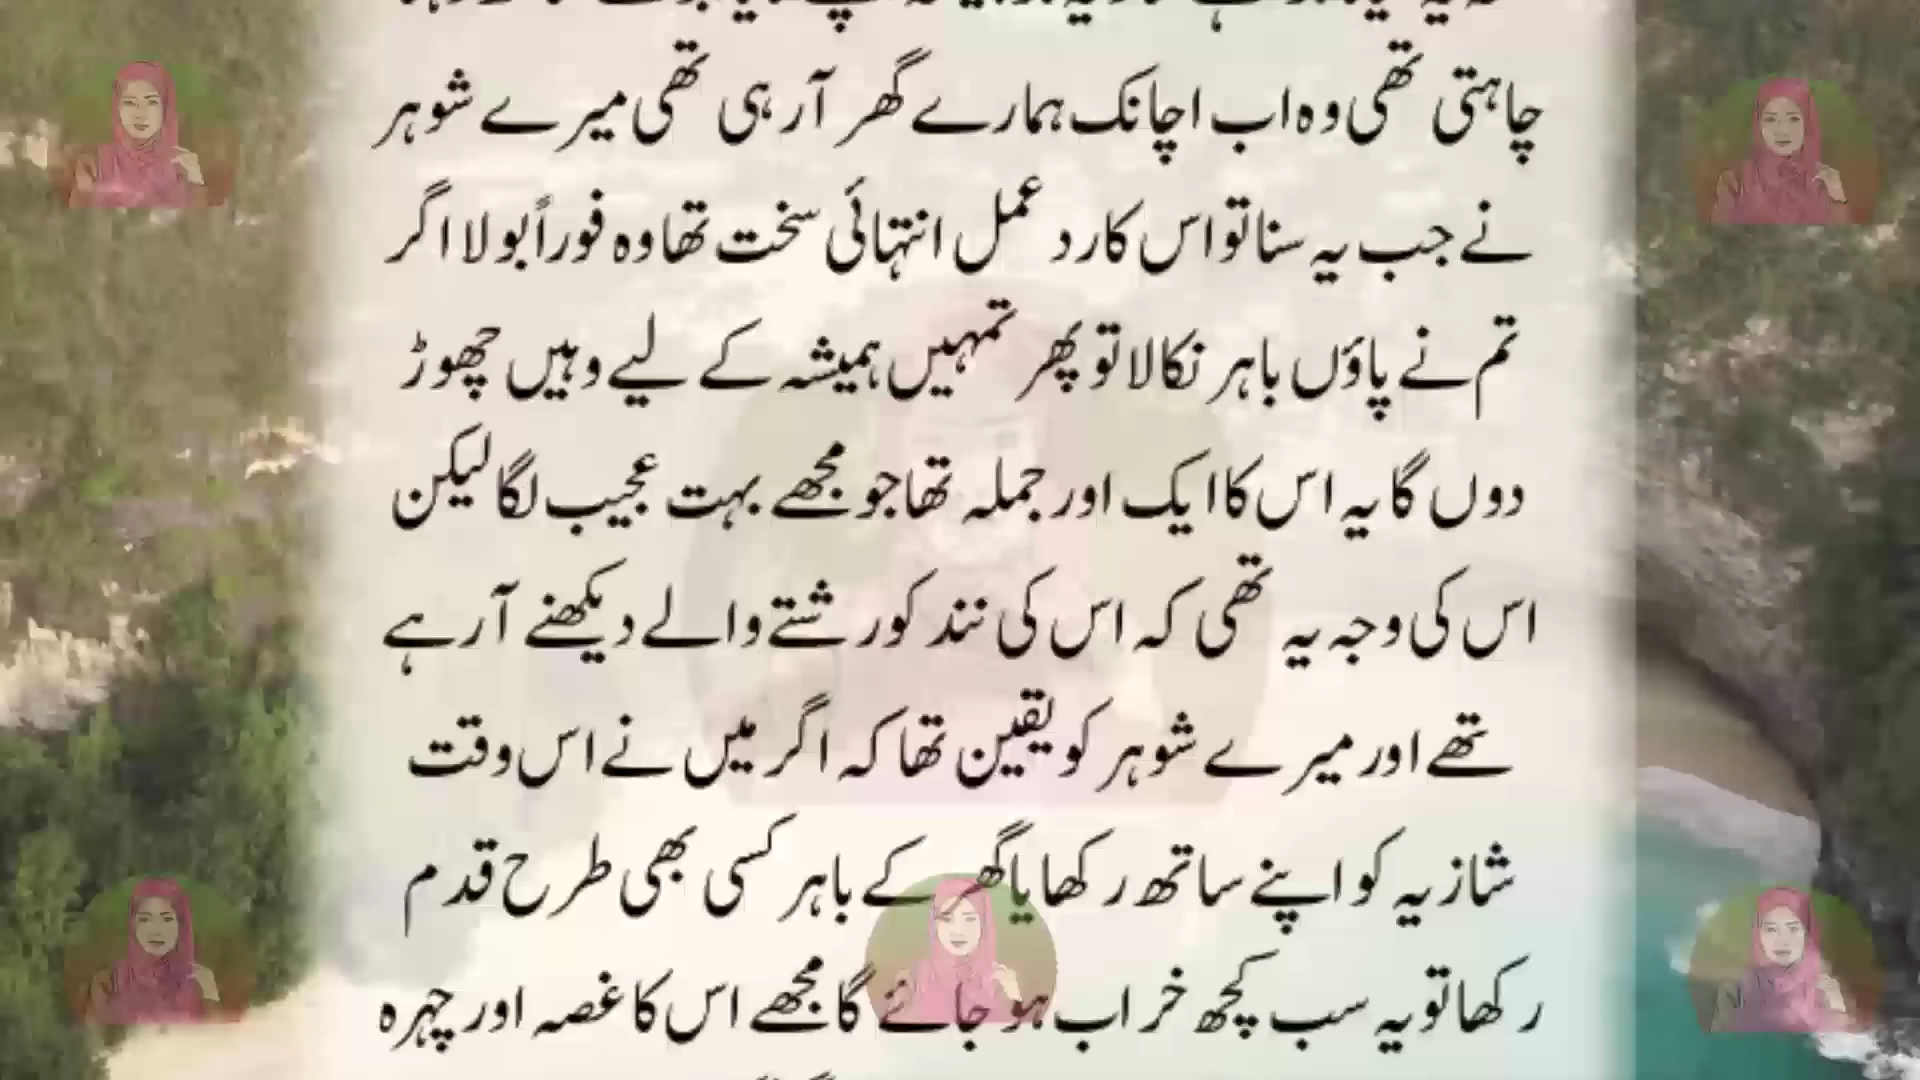 چاہتی تھی وہ اب اچانک ہمارے گھر آرہی تھی میرے شوہر
نے جب یہ سنا تو اس کا رد عمل انتہائی سخت تھا وہ فوراً بولا اگر
تم نے پاؤں باہر نکالا تو پھر تمہیں ہمیشہ کے لیے وہیں چھوڑ
دوں گا یہ اس کا ایک اور جملہ تھا جو مجھے بہت عجیب لگا لیکن
اس کی وجہ یہ تھی کہ اس کی نند کو رشتے والے دیکھنے آرہے
تھے اور میرے شوہر کو یقین تھا کہ اگر میں نے اس وقت
شازیہ کو اپنے ساتھ رکھا یا گھر کے باہر کسی بھی طرح قدم
رکھا تو یہ سب کچھ خراب ہو جائے گا مجھے اس کا غصہ اور چہرہ